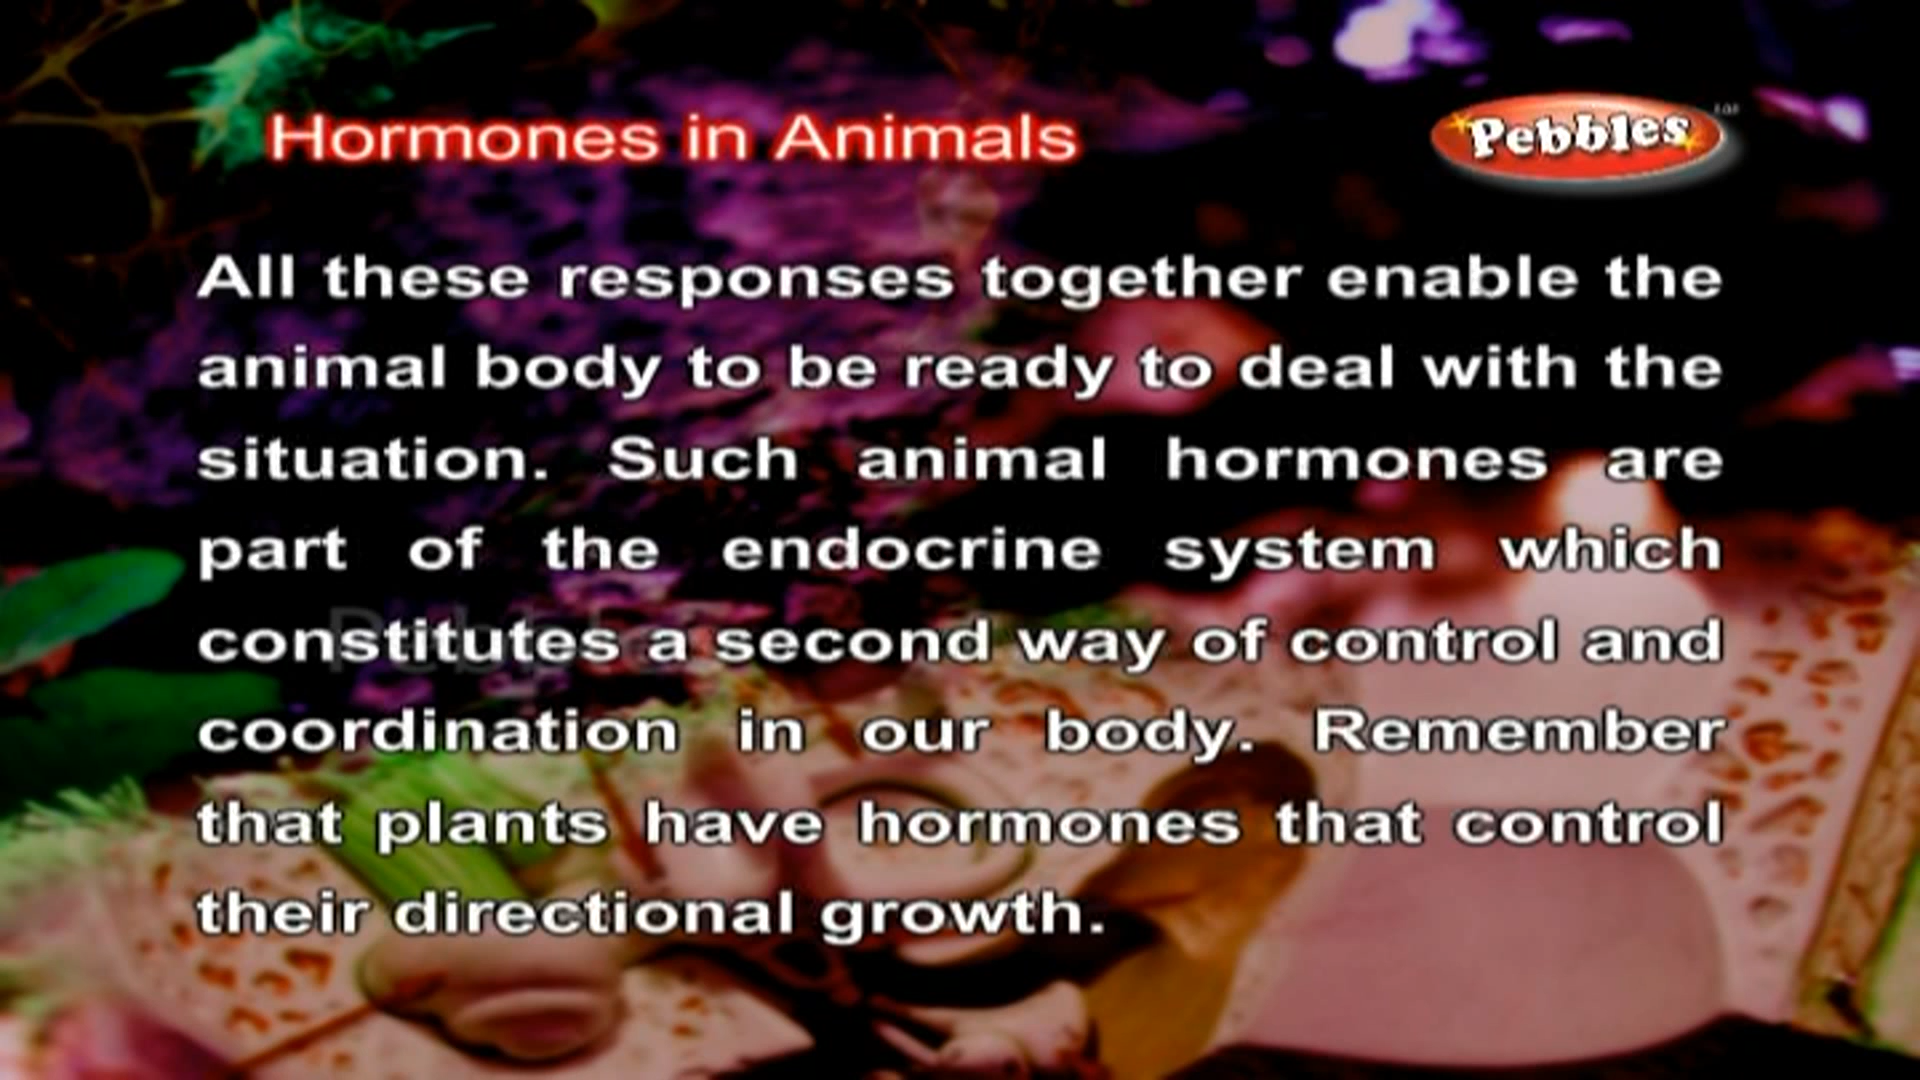 Hormones in Animals
Pebbles
All these responses together enable the
animal body to be ready to deal with the
situation. Such animal hormones are
part of the endocrine system which
constitutes a second way of control and
coordination in our body. Remember
that plants have hormones that control
their directional growth.